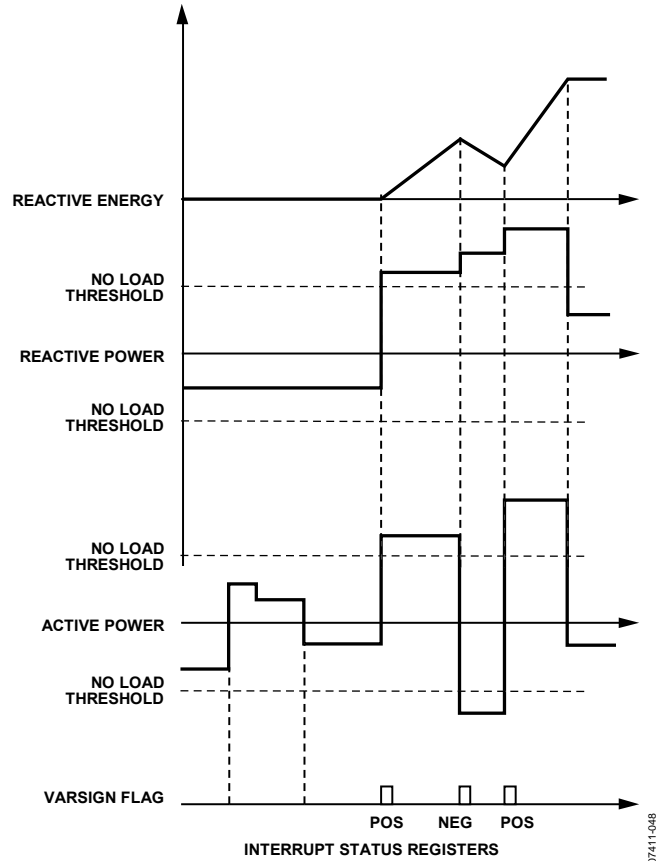 REACTIVE ENERGY
NO LOAD
THRESHOLD
REACTIVE POWER
NO LOAD
THRESHOLD
NO LOAD
THRESHOLD
ACTIVE POWER
NO LOAD
THRESHOLD
VARSIGN FLAG
POS NEG POS
INTERRUPT STATUS REGISTERS
07411-048